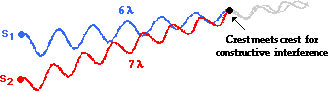 6λ
S1
Crest meets crest for
constructive interference
7λ
S2